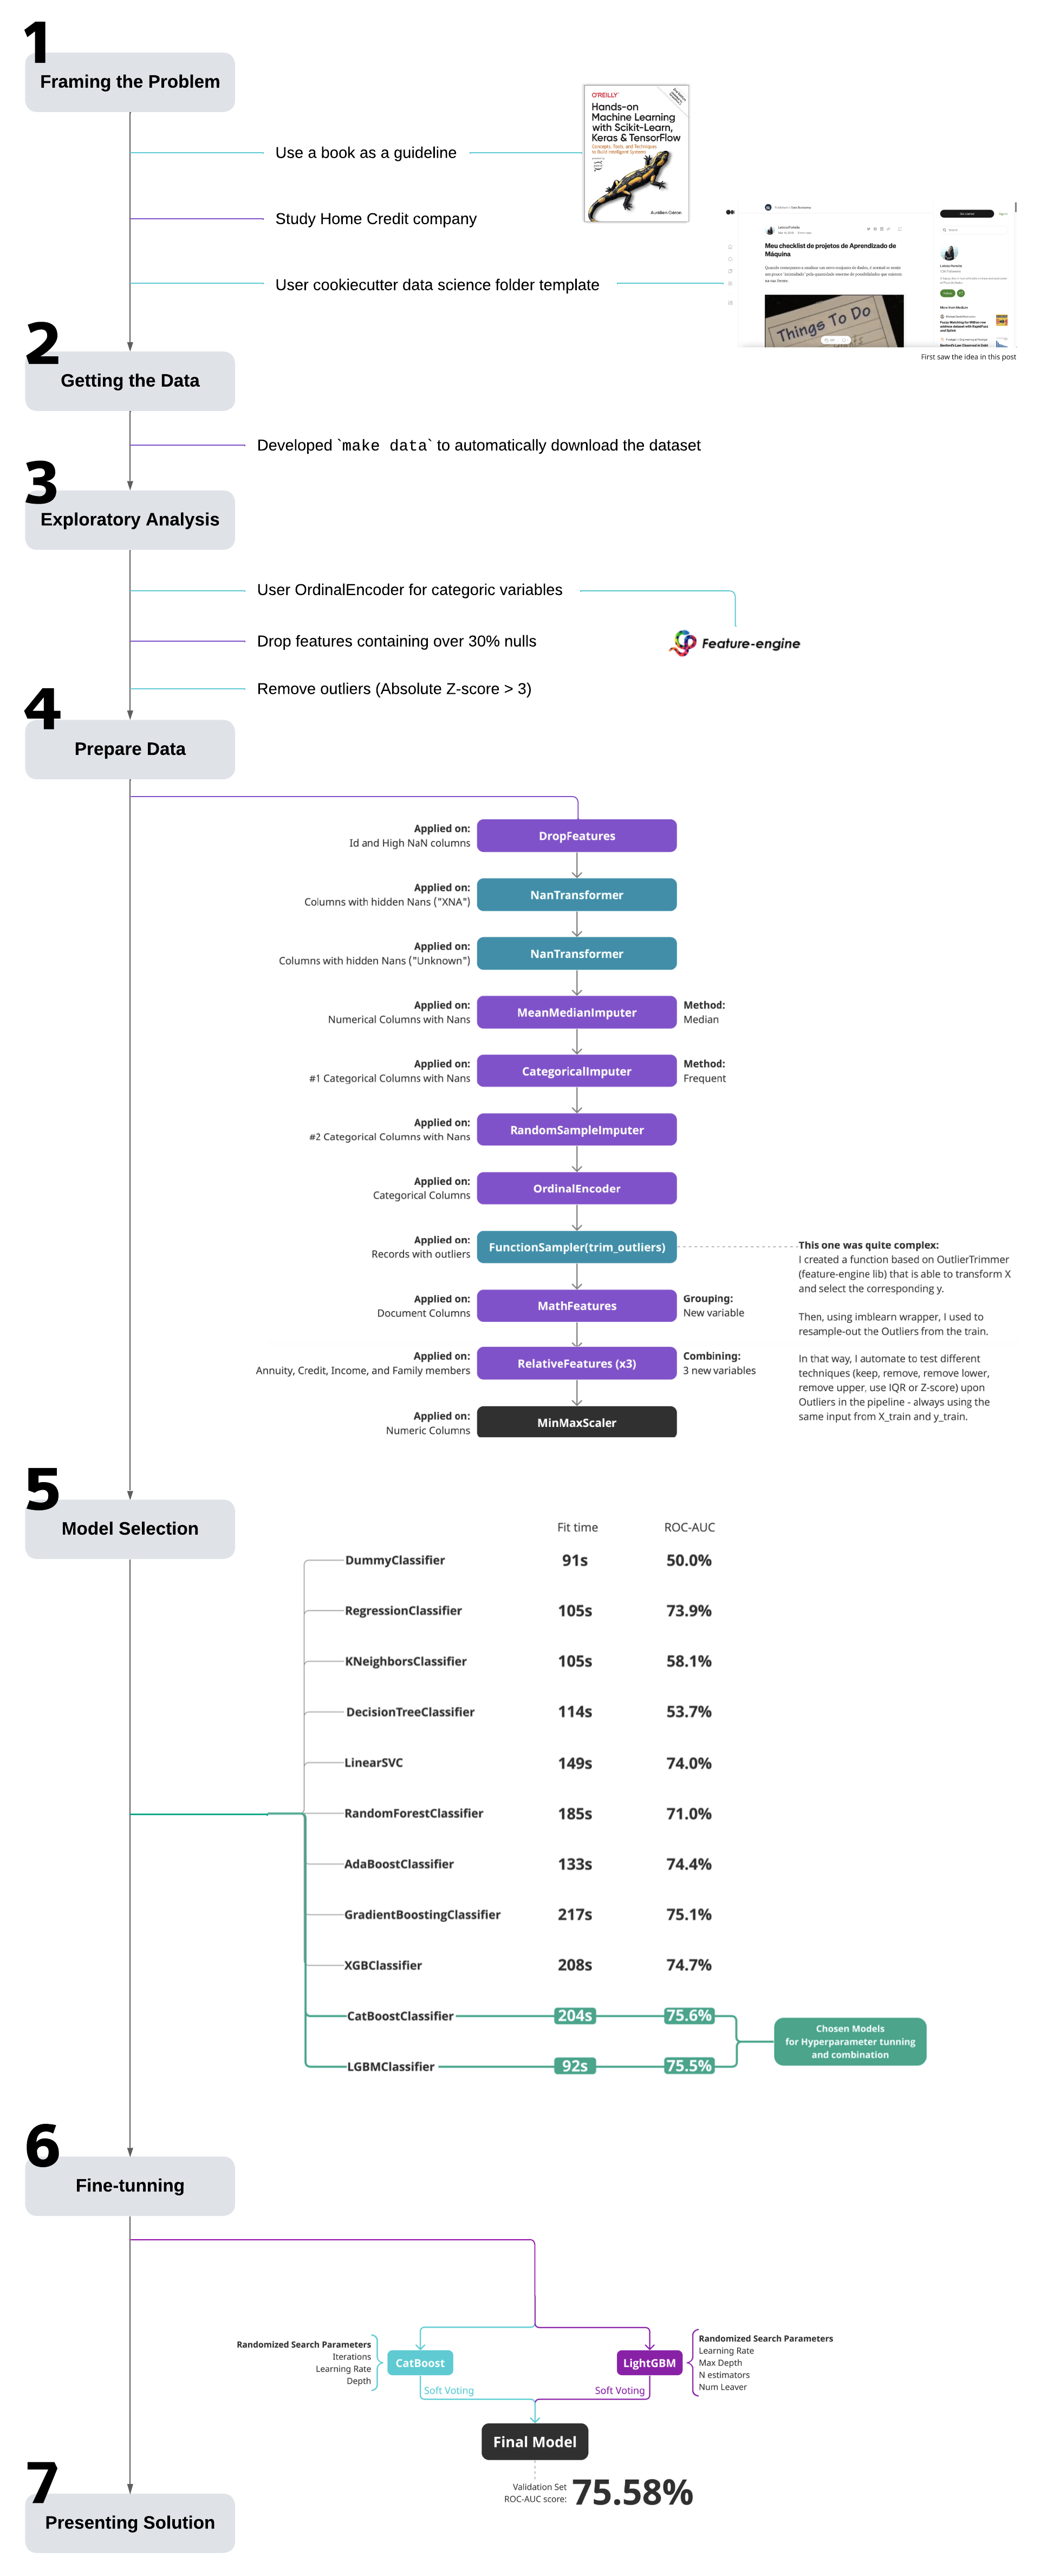 1
Framing the Problem
Use a book as a guideline
O'REILLY
Hands-on
Machine Learning
with Scikit-Learn,
Keras & TensorFlow
Concepts, Tools, and Techniques
to Build Intelligent Systems
Aurélien Géron
Study Home Credit company
User cookiecutter data science folder template
Meu checklist de projetos de Aprendizado de
Máquina
Things To Do
First saw the idea in this post
2
Getting the Data
Developed `make data` to automatically download the dataset
3
Exploratory Analysis
User OrdinalEncoder for categoric variables
Drop features containing over 30% nulls
Feature-engine
Remove outliers (Absolute Z-score > 3)
4
Prepare Data
Applied on:
Id and High NaN columns
DropFeatures
Applied on:
Columns with hidden Nans ("XNA")
NanTransformer
Applied on:
Columns with hidden Nans ("Unknown")
NanTransformer
Applied on:
Numerical Columns with Nans
MeanMedianImputer
Method:
Median
Applied on:
#1 Categorical Columns with Nans
CategoricalImputer
Method:
Frequent
Applied on:
#2 Categorical Columns with Nans
RandomSampleImputer
Applied on:
Categorical Columns
OrdinalEncoder
Applied on:
Records with outliers
FunctionSampler(trim_outliers)
This one was quite complex:
I created a function based on OutlierTrimmer
(feature-engine lib) that is able to transform X
and select the corresponding y.
Then, using imblearn wrapper, I used to
resample-out the Outliers from the train.
In that way, I automate to test different
techniques (keep, remove, remove lower,
remove upper, use IQR or Z-score) upon
Outliers in the pipeline - always using the
same input from X_train and y_train.
Applied on:
Document Columns
MathFeatures
Grouping:
New variable
Applied on:
Annuity, Credit, Income, and Family members
RelativeFeatures (x3)
Combining:
3 new variables
Applied on:
Numeric Columns
MinMaxScaler
5
Model Selection
Fit time ROC-AUC
DummyClassifier 91s 50.0%
RegressionClassifier 105s 73.9%
KNeighborsClassifier 105s 58.1%
DecisionTreeClassifier 114s 53.7%
LinearSVC 149s 74.0%
RandomForestClassifier 185s 71.0%
AdaBoostClassifier 133s 74.4%
GradientBoostingClassifier 217s 75.1%
XGBClassifier 208s 74.7%
CatBoostClassifier 204s 75.6%
LGBMClassifier 92s 75.5%
Chosen Models
for Hyperparameter tunning
and combination
6
Fine-tunning
Randomized Search Parameters
Iterations
Learning Rate
Depth
CatBoost
LightGBM
Randomized Search Parameters
Learning Rate
Max Depth
N estimators
Num Leaver
Soft Voting
Soft Voting
Final Model
Validation Set
ROC-AUC score:
75.58%
7
Presenting Solution